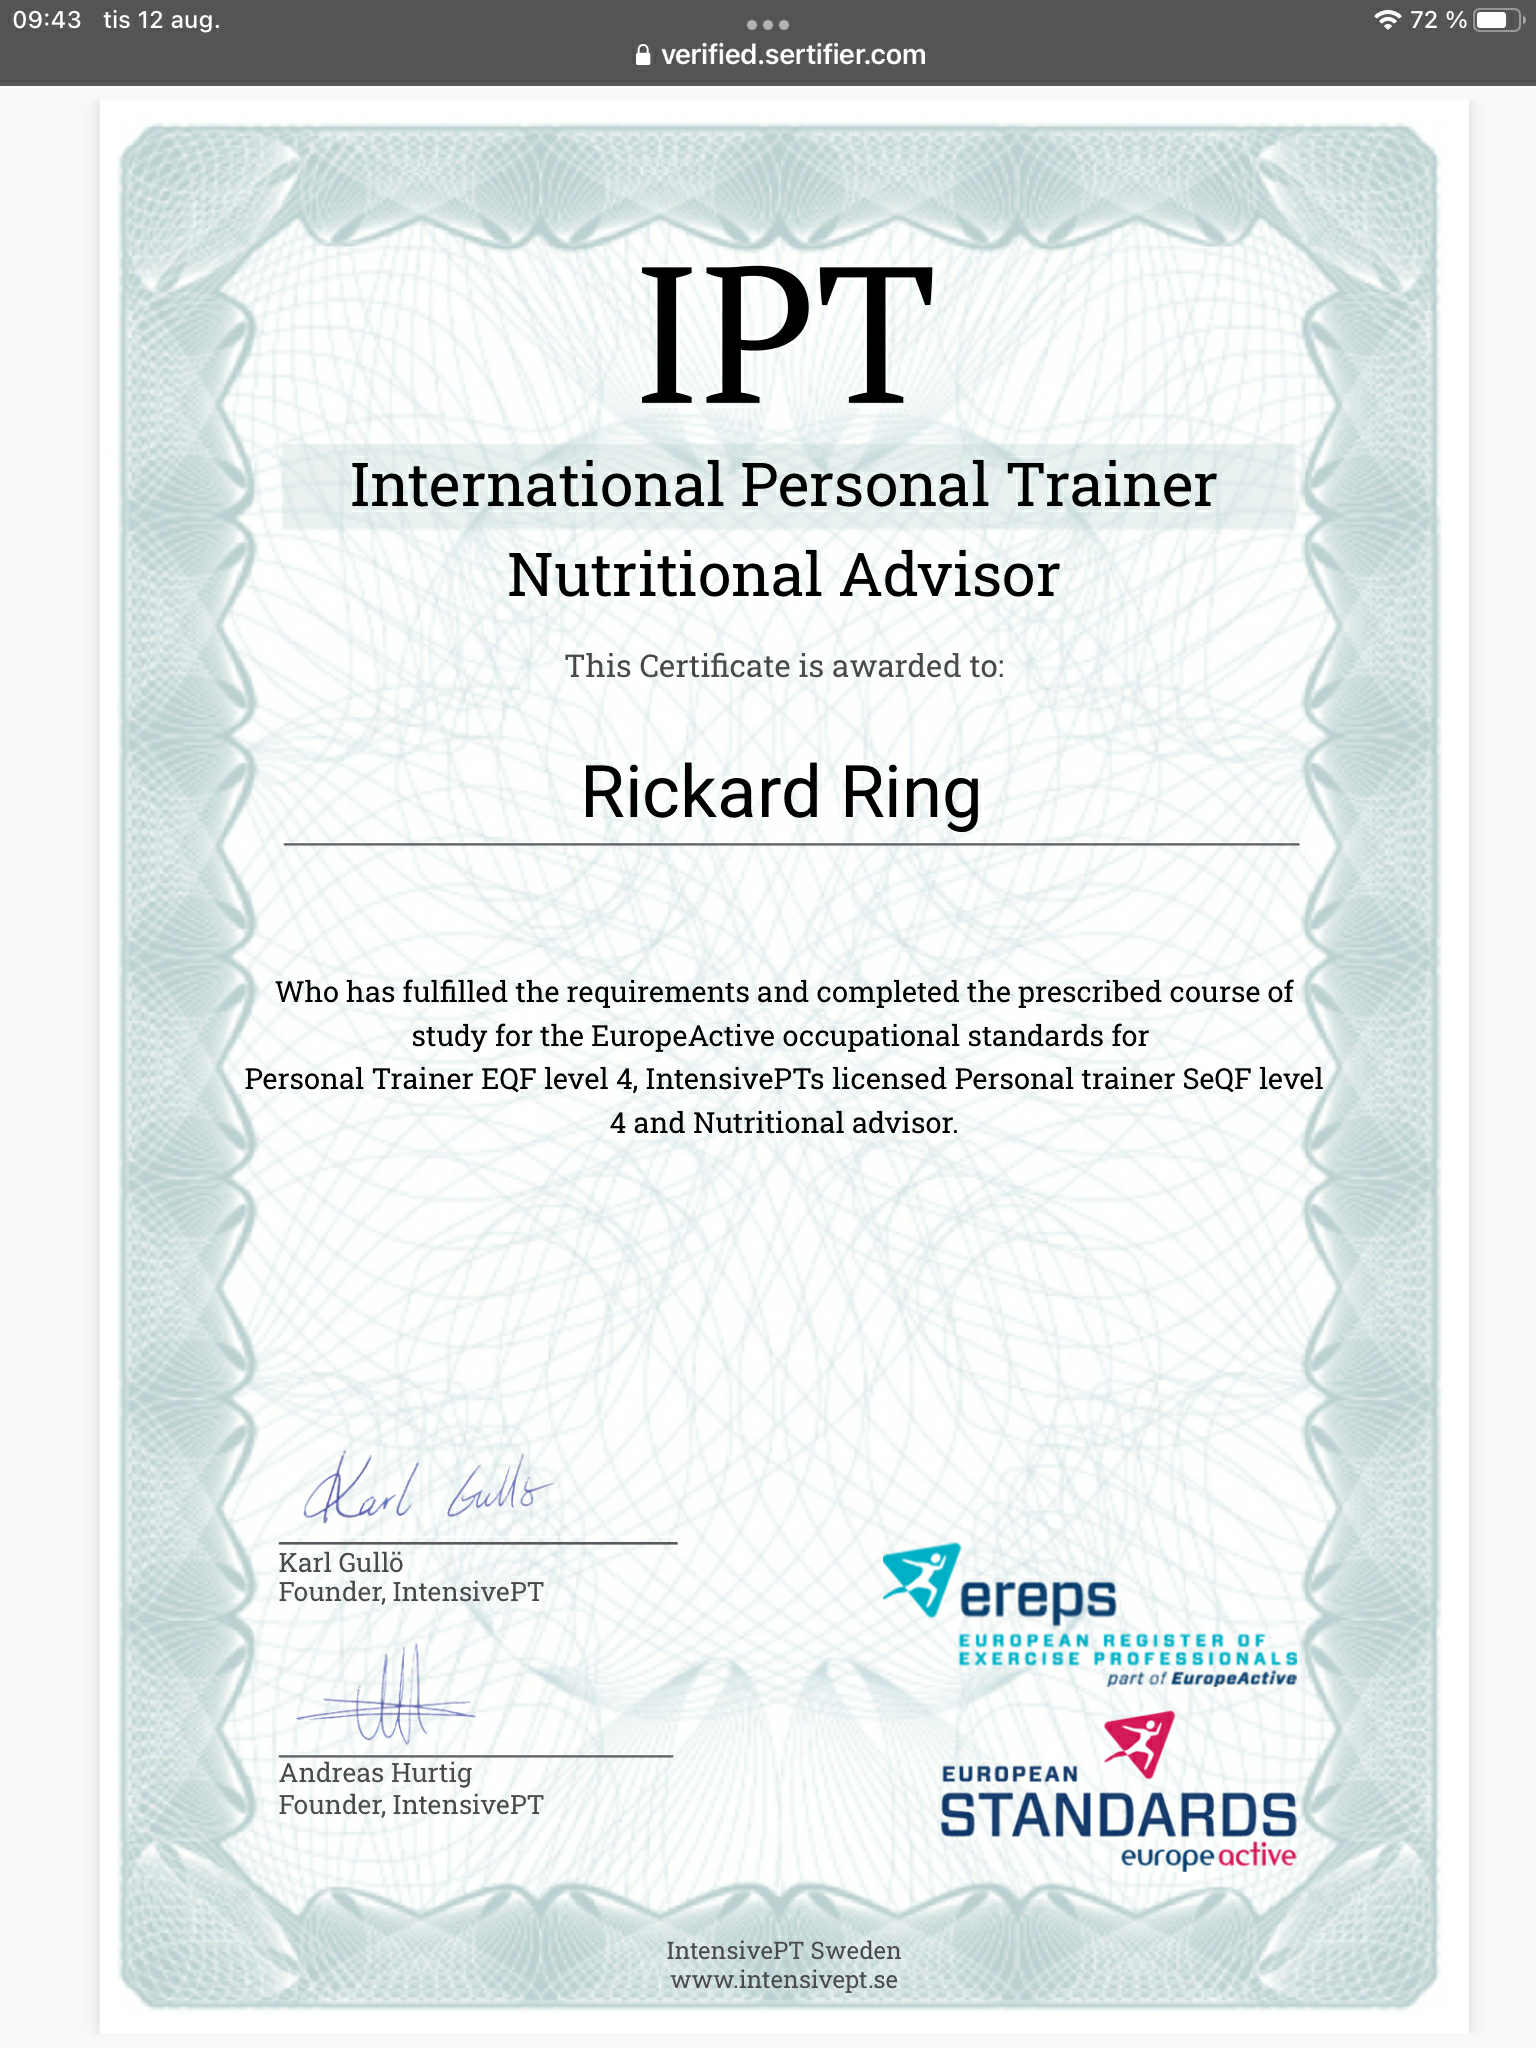 09:43 tis 12 aug.
72 %
verified.sertifier.com
IPT
International Personal Trainer
Nutritional Advisor
This Certificate is awarded to:
Rickard Ring
Who has fulfilled the requirements and completed the prescribed course of
study for the EuropeActive occupational standards for
Personal Trainer EQF level 4, IntensivePTs licensed Personal trainer SeQF level
4 and Nutritional advisor.
Karl Gullö
Karl Gullö
Founder, IntensivePT
Andreas Hurtig
Founder, IntensivePT
ereps
EUROPEAN REGISTER OF
EXERCISE PROFESSIONALS
part of EuropeActive
EUROPEAN
STANDARDS
europeactive
IntensivePT Sweden
www.intensivept.se